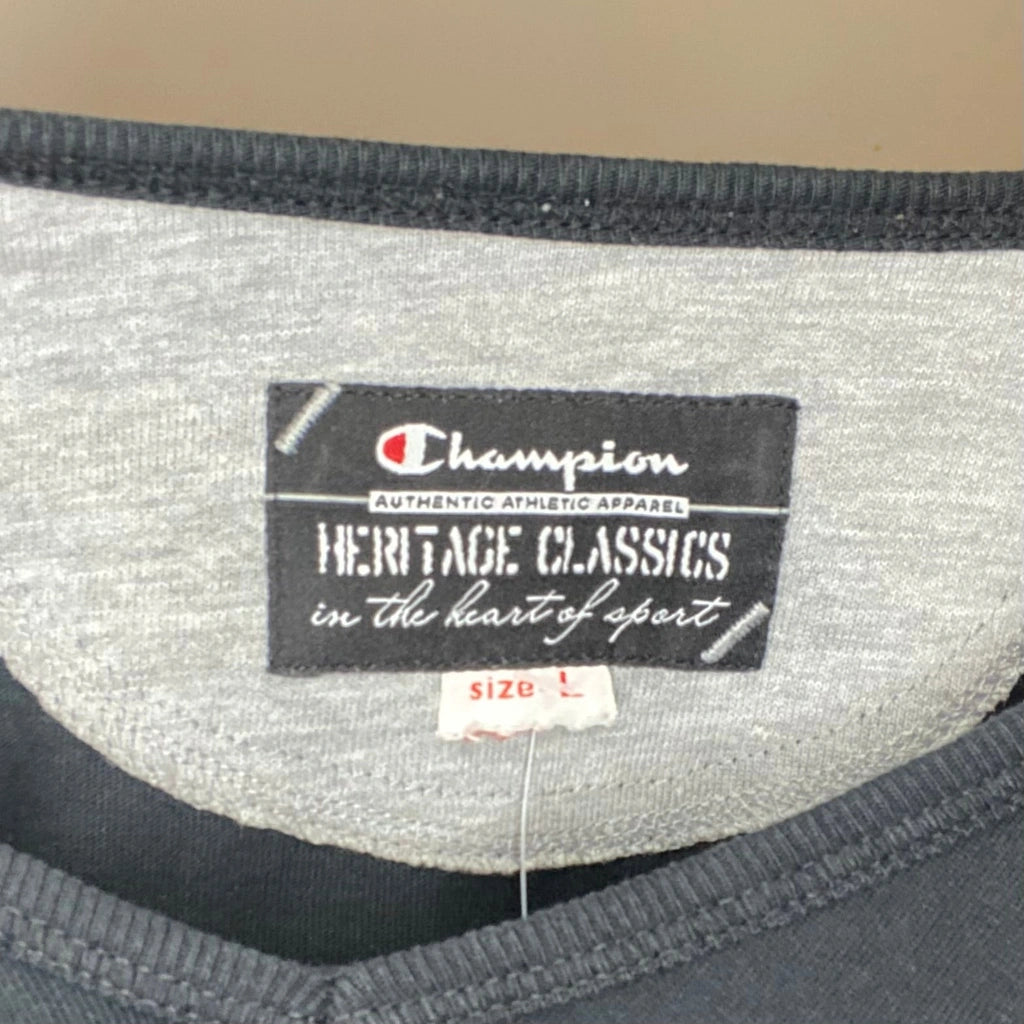 Champion
AUTHENTIC ATHLETIC APPAREL
HERITAGE CLASSICS
in the heart of sport
size L